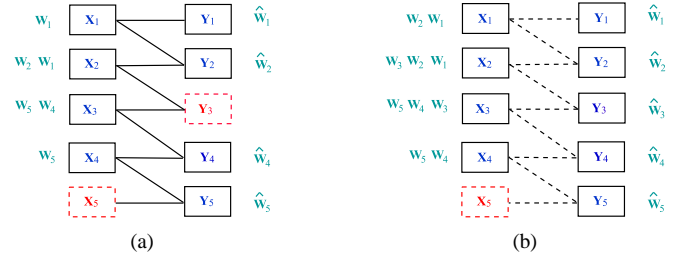 W1 X1 Y1 Ŵ1
W2 W1 X2 Y2 Ŵ2
W5 W4 X3 Y3
W5 X4 Y4 Ŵ4
X5 Y5 Ŵ5
(a)
W2 W1 X1 Y1 Ŵ1
W3 W2 W1 X2 Y2 Ŵ2
W5 W4 W3 X3 Y3 Ŵ3
W5 W4 X4 Y4 Ŵ4
X5 Y5 Ŵ5
(b)